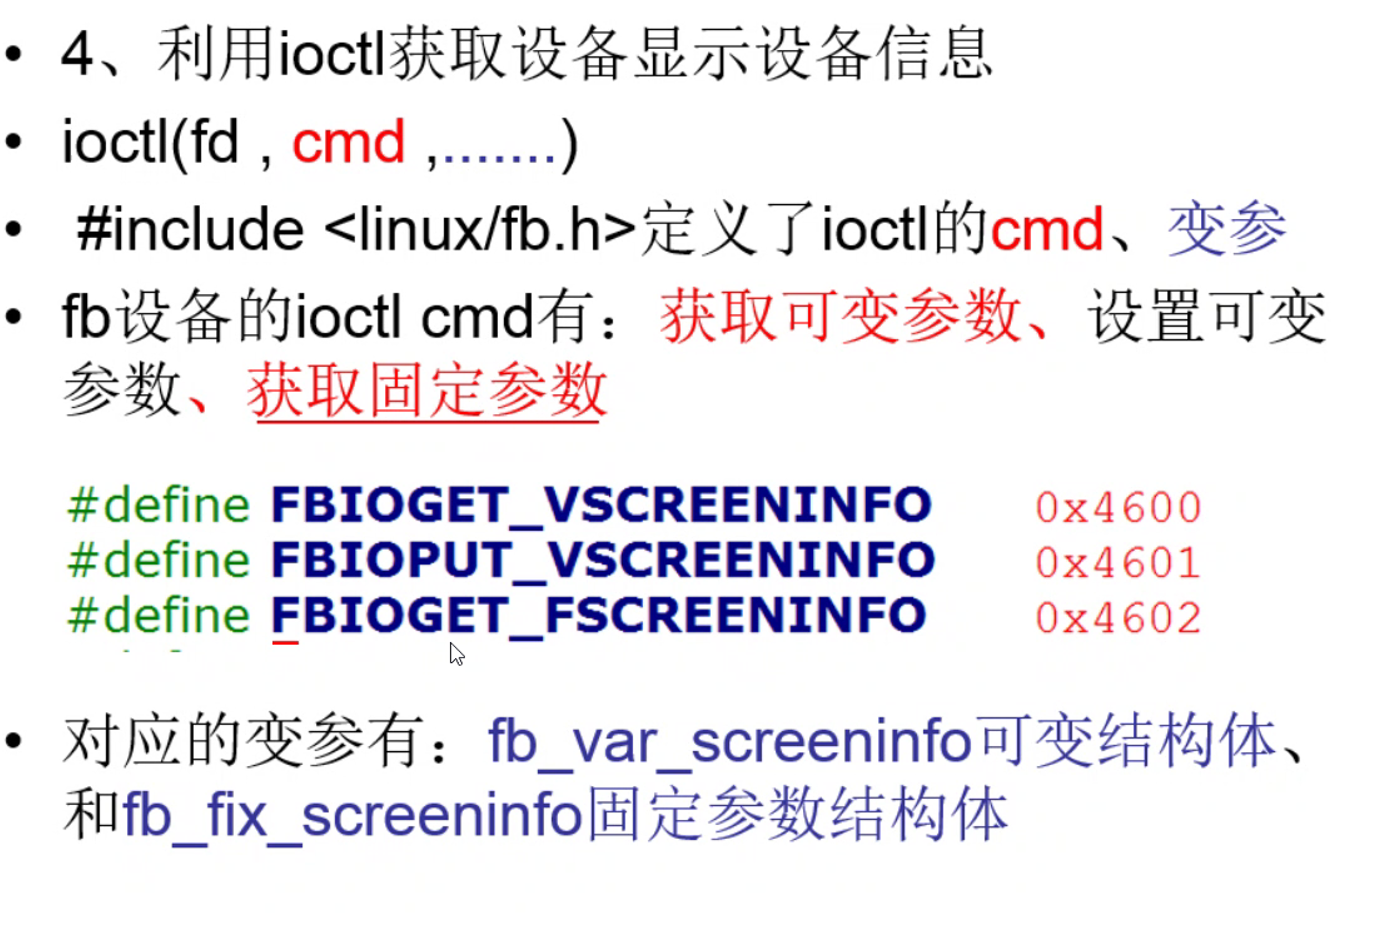 • 4、利用ioctl获取设备显示设备信息
• ioctl(fd , cmd ,.......)
• #include <linux/fb.h>定义了ioctl的cmd、变参
• fb设备的ioctl cmd有：获取可变参数、设置可变
参数、获取固定参数
#define FBIOGET_VSCREENINFO 0x4600
#define FBIOPUT_VSCREENINFO 0x4601
#define FBIOGET_FSCREENINFO 0x4602
• 对应的变参有：fb_var_screeninfo可变结构体、
和fb_fix_screeninfo固定参数结构体